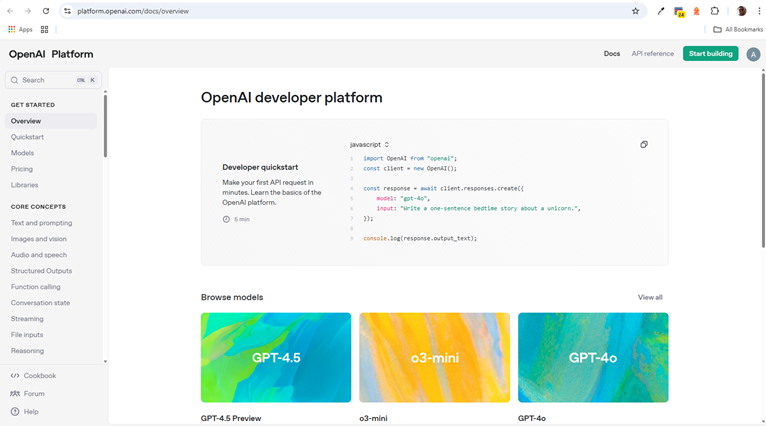 platform.openai.com/docs/overview
24
Apps
All Bookmarks
OpenAI Platform
Docs
API reference
Start building
A
Search
K
GET STARTED
Overview
Quickstart
Models
Pricing
Libraries
CORE CONCEPTS
Text and prompting
Images and vision
Audio and speech
Structured Outputs
Function calling
Conversation state
Streaming
File inputs
Reasoning
Cookbook
Forum
Help
OpenAI developer platform
Developer quickstart
Make your first API request in
minutes. Learn the basics of the
OpenAI platform.
5 min
javascript
1 import OpenAI from "openai";
2 const client = new OpenAI();
3
4 const response = await client.responses.create({
5 model: "gpt-4o",
6 input: "Write a one-sentence bedtime story about a unicorn.",
7 });
8
9 console.log(response.output_text);
Browse models
View all
GPT-4.5
o3-mini
GPT-4o
GPT-4.5 Preview
o3-mini
GPT-4o